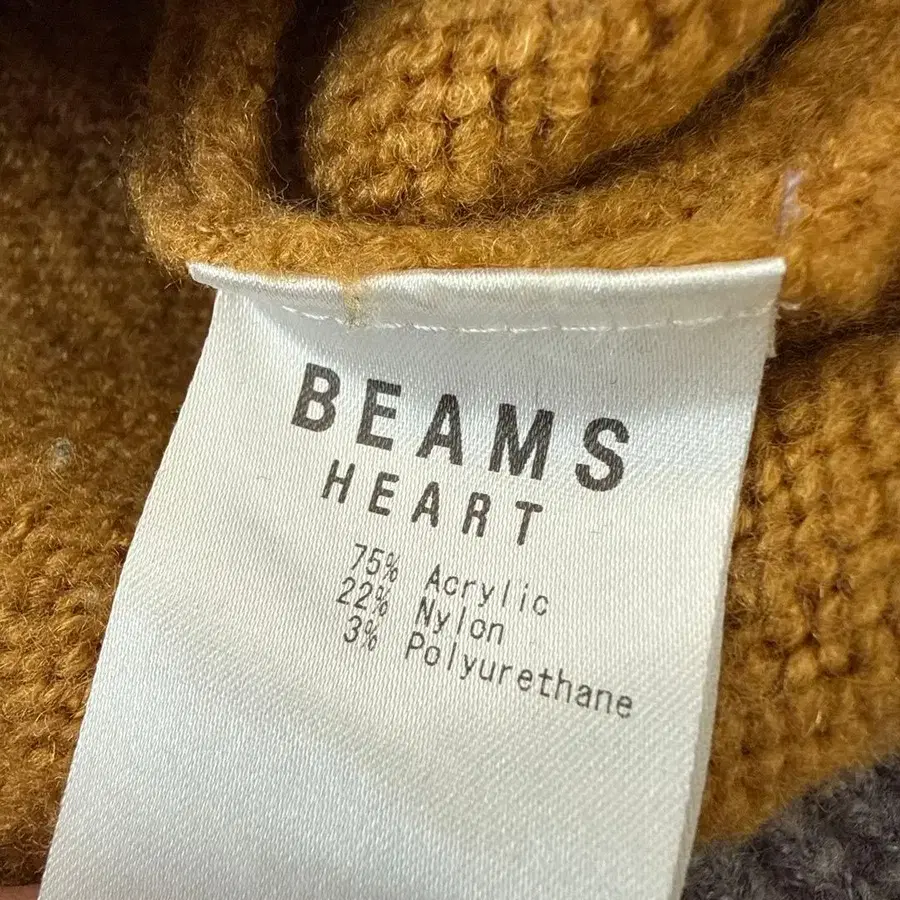 BEAMS
HEART
75% Acrylic
22% Nylon
3% Polyurethane